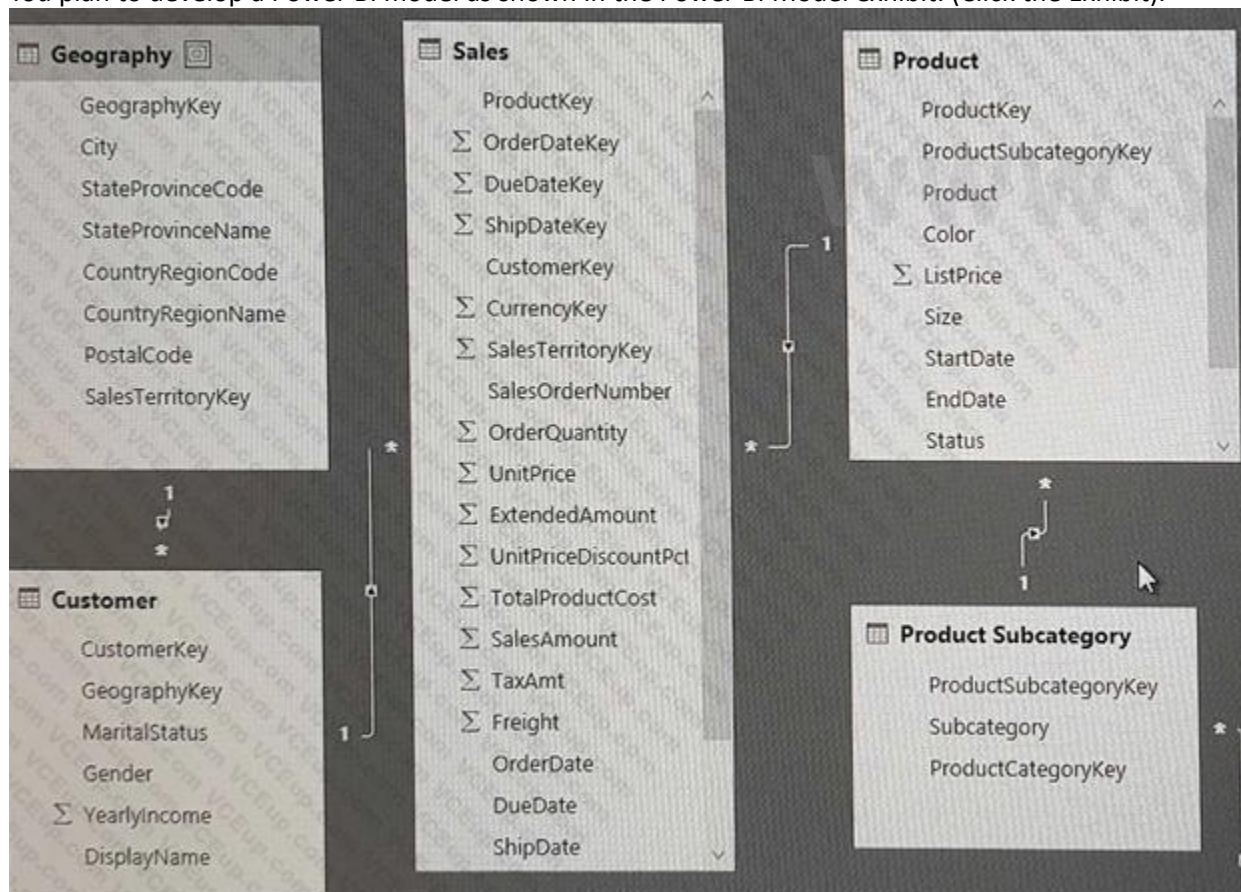 You plan to develop a Power BI model as shown in the Power BI model exhibit. (Click the Exhibit).
Geography
GeographyKey
City
StateProvinceCode
StateProvinceName
CountryRegionCode
CountryRegionName
PostalCode
SalesTerritoryKey
1
*
Customer
CustomerKey
GeographyKey
MaritalStatus
Gender
Σ YearlyIncome
DisplayName
*
1
Sales
ProductKey
Σ OrderDateKey
Σ DueDateKey
Σ ShipDateKey
CustomerKey
Σ CurrencyKey
Σ SalesTerritoryKey
SalesOrderNumber
Σ OrderQuantity
Σ UnitPrice
Σ ExtendedAmount
Σ UnitPriceDiscountPct
Σ TotalProductCost
Σ SalesAmount
Σ TaxAmt
Σ Freight
OrderDate
DueDate
ShipDate
1
*
Product
ProductKey
ProductSubcategoryKey
Product
Color
Σ ListPrice
Size
StartDate
EndDate
Status
*
1
Product Subcategory
ProductSubcategoryKey
Subcategory
ProductCategoryKey
*
VCEup.com